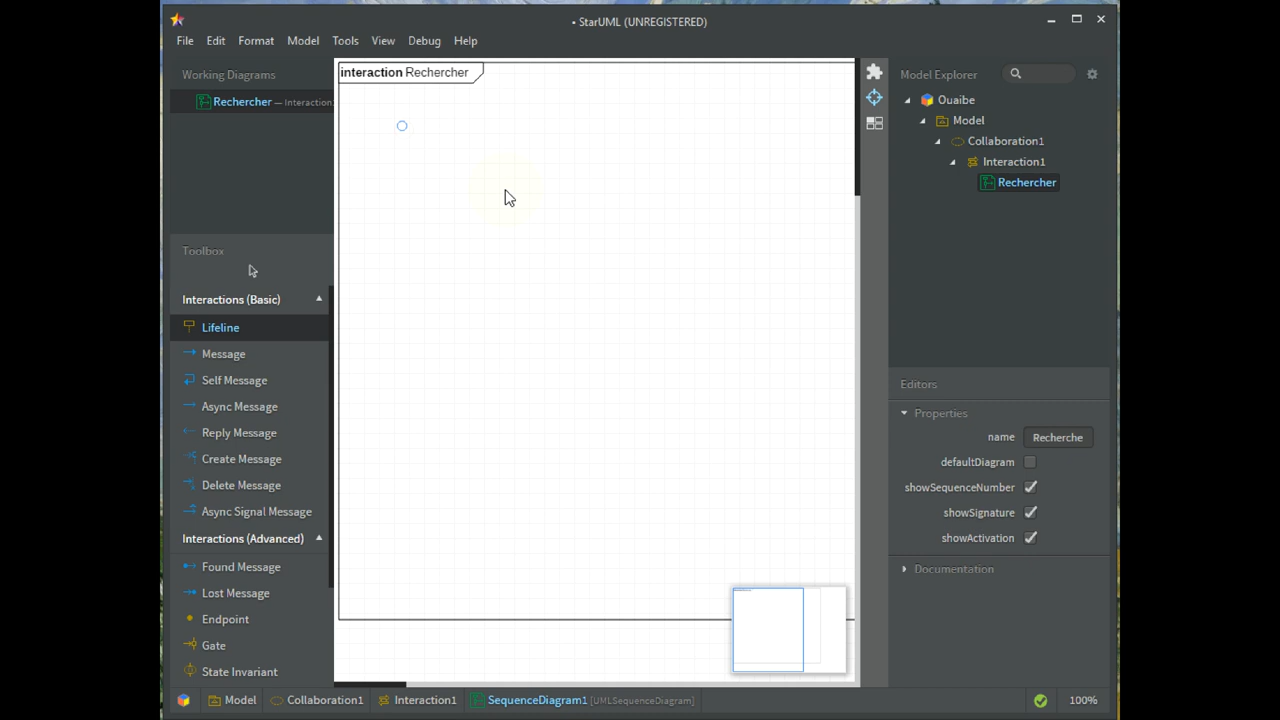 • StarUML (UNREGISTERED)
File Edit Format Model Tools View Debug Help
Working Diagrams
Rechercher — Interaction1
Toolbox
Interactions (Basic)
Lifeline
Message
Self Message
Async Message
Reply Message
Create Message
Delete Message
Async Signal Message
Interactions (Advanced)
Found Message
Lost Message
Endpoint
Gate
State Invariant
interaction Rechercher
Model Explorer
Ouaibe
Model
Collaboration1
Interaction1
Rechercher
Editors
Properties
name Recherche
defaultDiagram
showSequenceNumber
showSignature
showActivation
Documentation
Model Collaboration1 Interaction1 SequenceDiagram1 [UMLSequenceDiagram] 100%